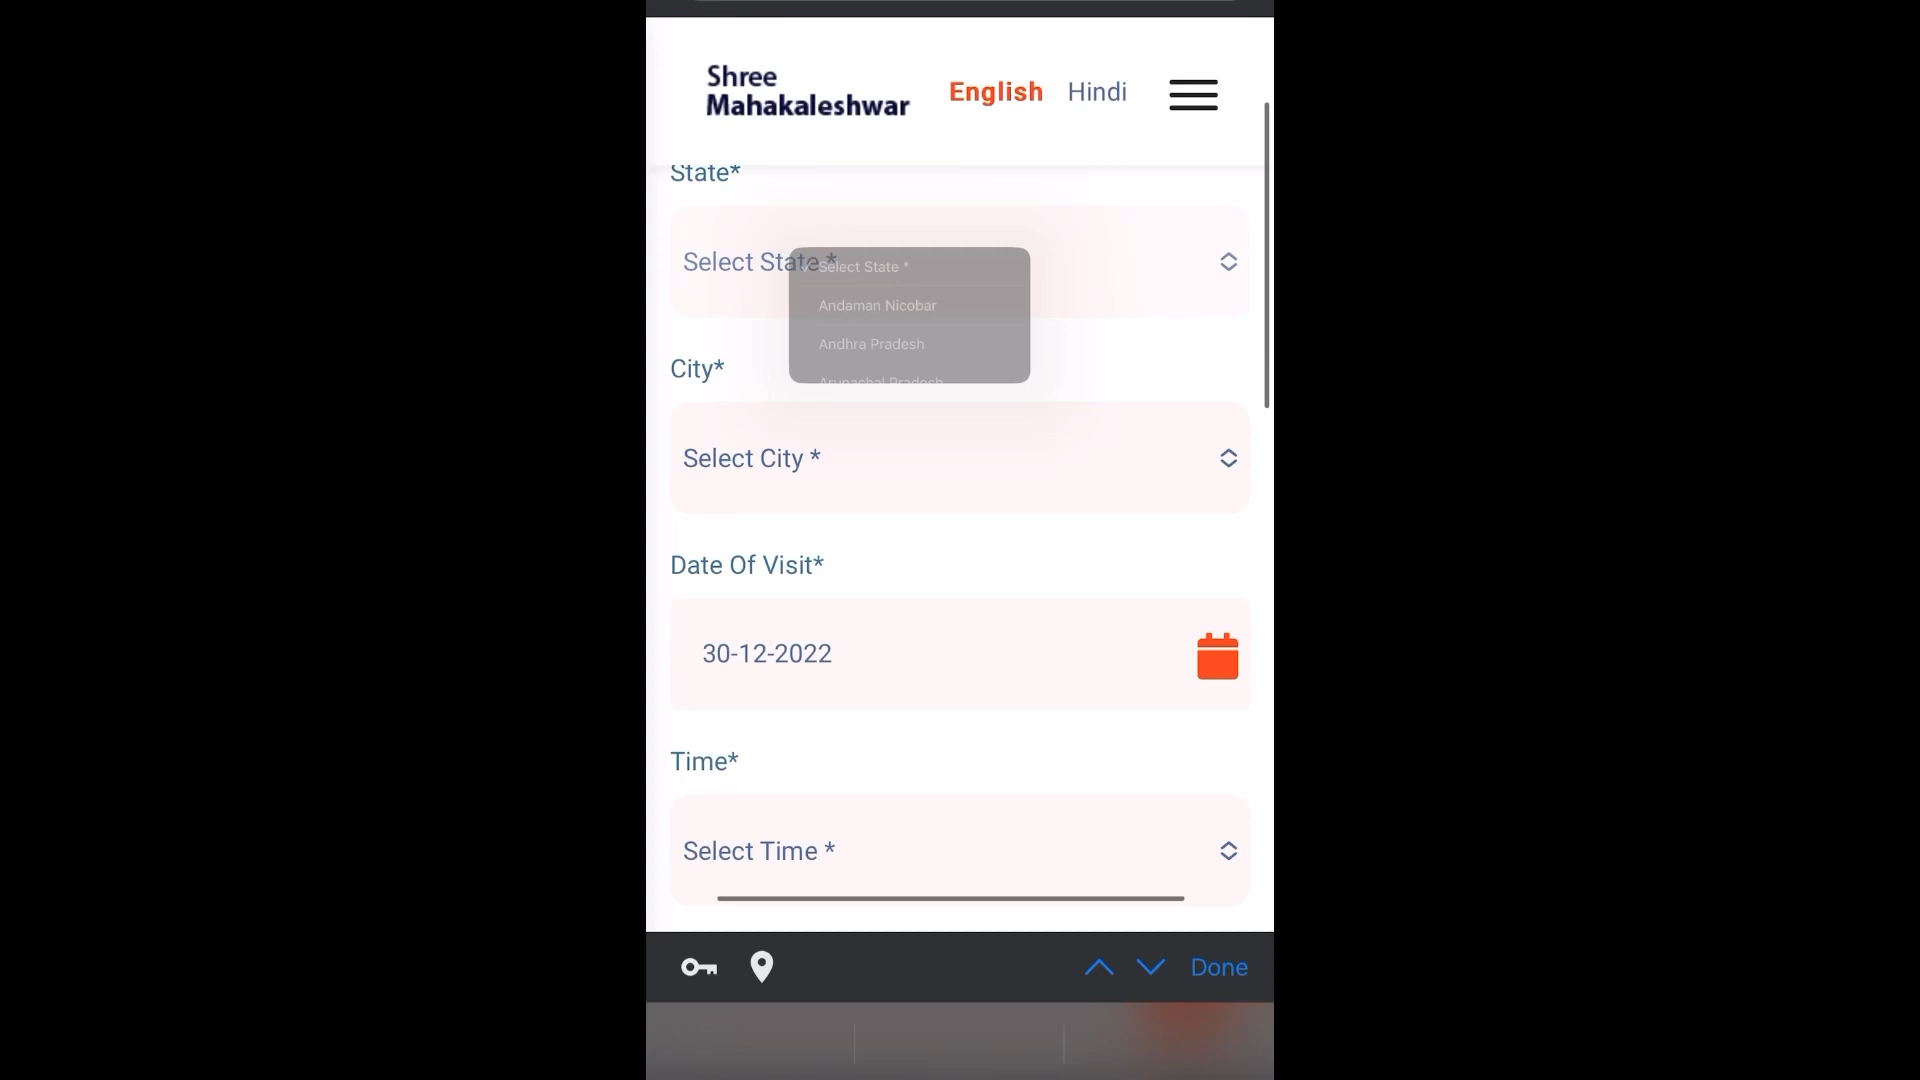 Shree
Mahakaleshwar
English Hindi
State*
Select State *
Select State *
Andaman Nicobar
Andhra Pradesh
Arunachal Pradesh
City*
Select City *
Date Of Visit*
30-12-2022
Time*
Select Time *
Done